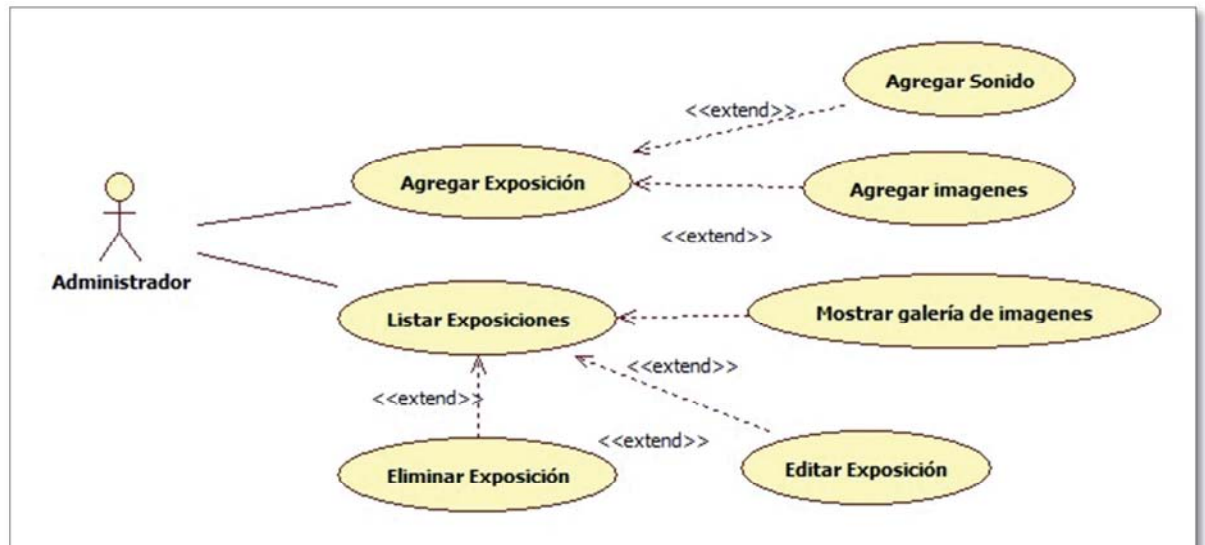 Agregar Sonido
<<extend>>
Agregar Exposición
Agregar imagenes
<<extend>>
Administrador
Listar Exposiciones
Mostrar galería de imagenes
<<extend>>
<<extend>>
<<extend>>
Eliminar Exposición
Editar Exposición